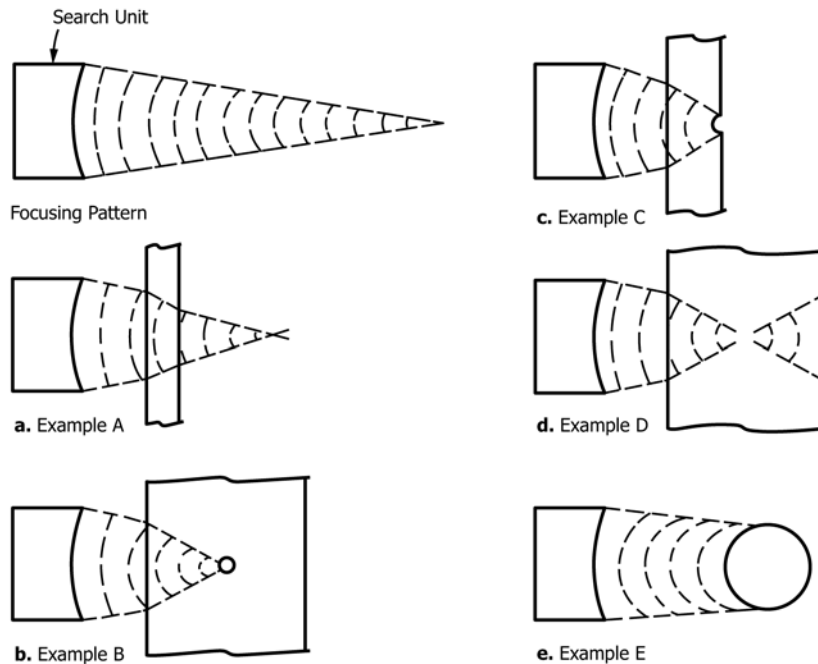 Search Unit
Focusing Pattern
a. Example A
b. Example B
c. Example C
d. Example D
e. Example E